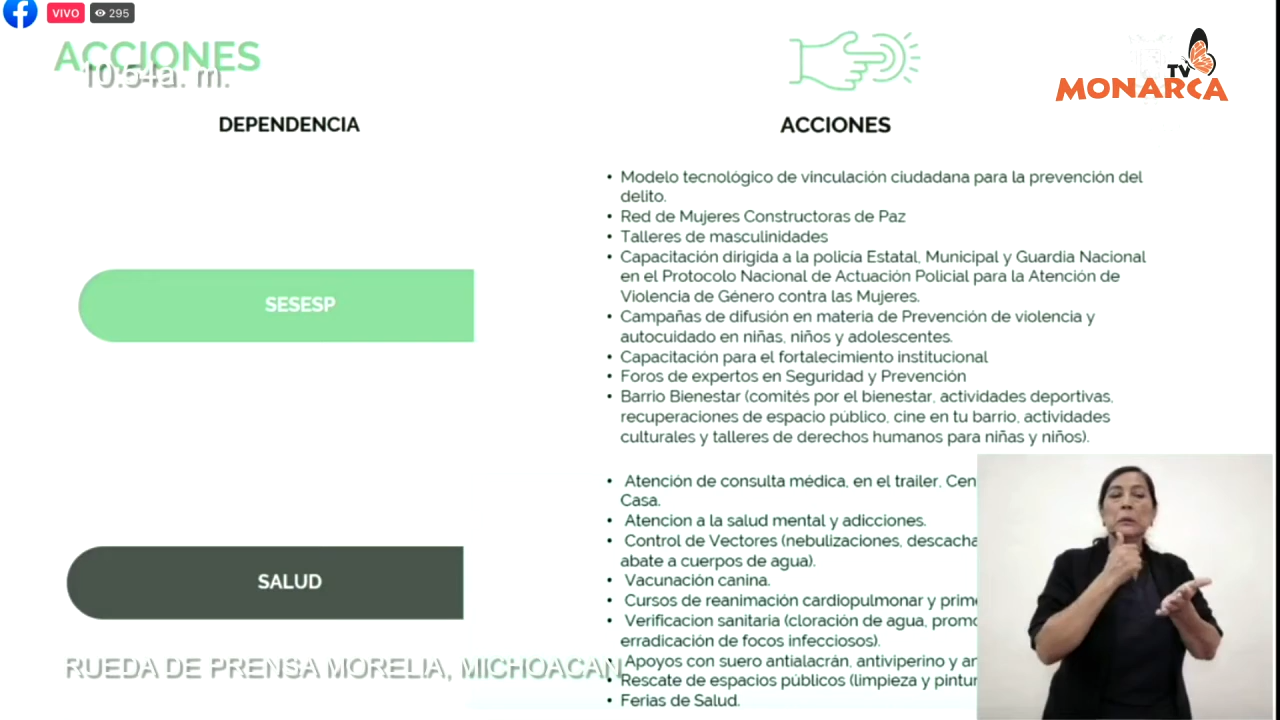 VIVO
295
ACCIONES
10:54a. m.
TV
MONARCA
DEPENDENCIA
ACCIONES
• Modelo tecnológico de vinculación ciudadana para la prevención del
delito.
• Red de Mujeres Constructoras de Paz
• Talleres de masculinidades
• Capacitación dirigida a la policía Estatal, Municipal y Guardia Nacional
en el Protocolo Nacional de Actuación Policial para la Atención de
Violencia de Género contra las Mujeres.
• Campañas de difusión en materia de Prevención de violencia y
autocuidado en niñas, niños y adolescentes.
• Capacitación para el fortalecimiento institucional
• Foros de expertos en Seguridad y Prevención
• Barrio Bienestar (comités por el bienestar, actividades deportivas,
recuperaciones de espacio público, cine en tu barrio, actividades
culturales y talleres de derechos humanos para niñas y niños).
SESESP
• Atención de consulta médica, en el trailer, Cen
Casa.
• Atencion a la salud mental y adicciones.
• Control de Vectores (nebulizaciones, descacha
abate a cuerpos de agua).
• Vacunación canina.
• Cursos de reanimación cardiopulmonar y prime
• Verificacion sanitaria (cloración de agua, promo
erradicación de focos infecciosos).
• Apoyos con suero antialacrán, antiviperino y ar
• Rescate de espacios públicos (limpieza y pintur
• Ferias de Salud.
SALUD
RUEDA DE PRENSA MORELIA, MICHOACAN